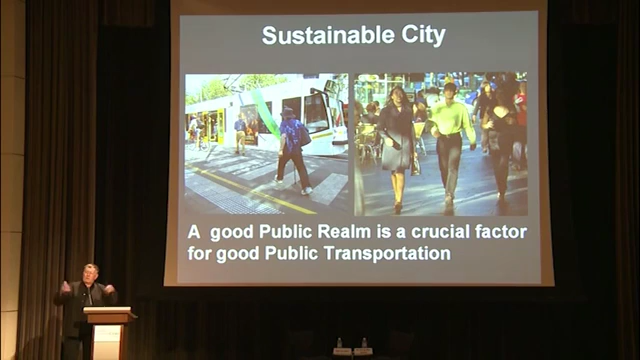 Sustainable City
A good Public Realm is a crucial factor
for good Public Transportation